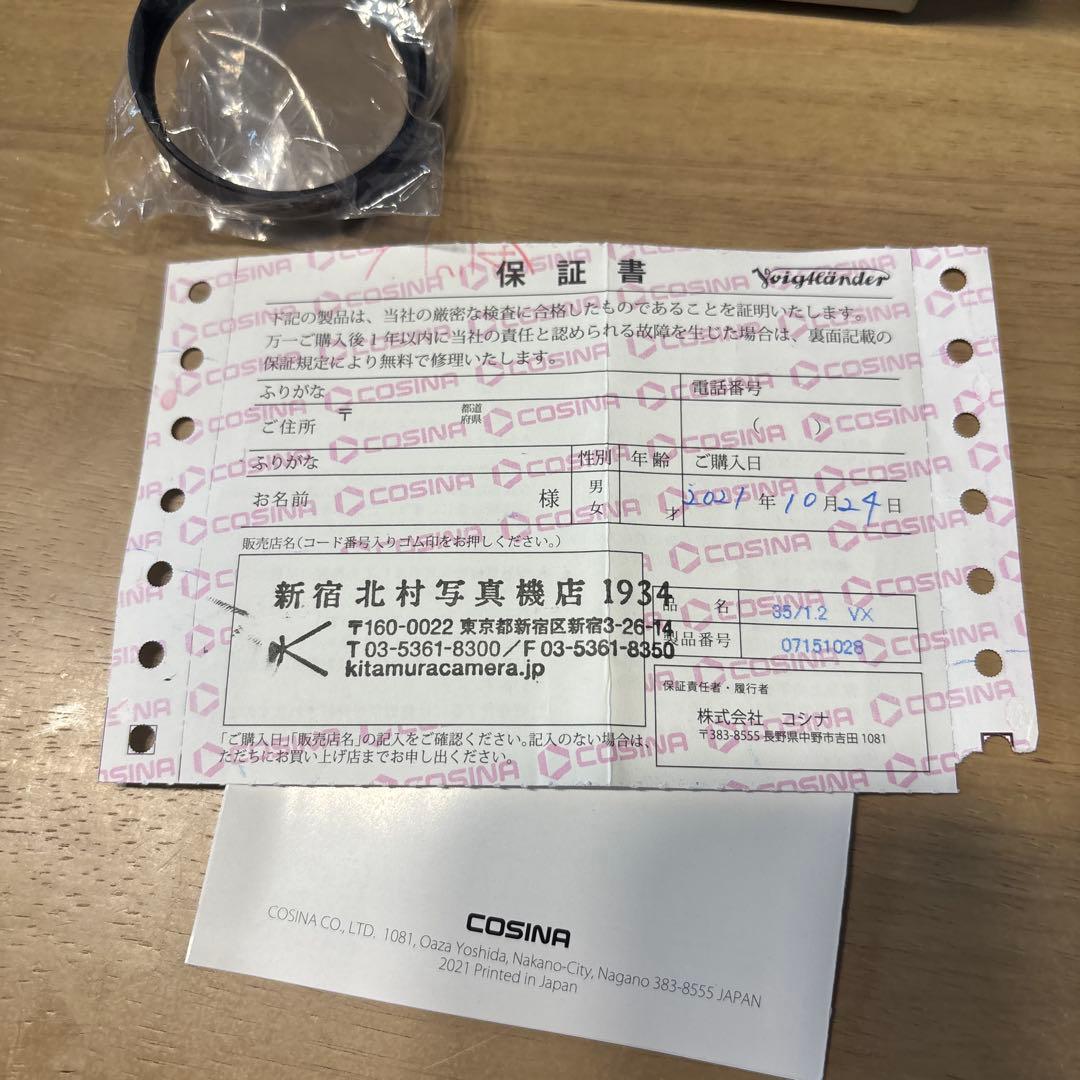 保証書
Voigtländer
下記の製品は、当社の厳密な検査に合格したものであることを証明いたします。
万一ご購入後1年以内に当社の責任と認められる故障を生じた場合は、裏面記載の
保証規定により無料で修理いたします。
ふりがな 電話番号
ご住所 〒 都道府県 ( )
ふりがな 性別 年齢 ご購入日
お名前 様 男 女 才 2021年10月24日
販売店名(コード番号入りゴム印をお押しください。)
新宿 北村写真機店 1934
〒160-0022 東京都新宿区新宿3-26-14
T 03-5361-8300/F 03-5361-8350
kitamuracamera.jp
品名 35/1.2 VX
製品番号 07151028
保証責任者・履行者
株式会社 コシナ
〒383-8555 長野県中野市吉田 1081
「ご購入日」「販売店名」の記入をご確認ください。記入のない場合は、
ただちにお買い上げ店までお申し出ください。
COSINA
COSINA CO., LTD. 1081, Oaza Yoshida, Nakano-City, Nagano 383-8555 JAPAN
2021 Printed in Japan